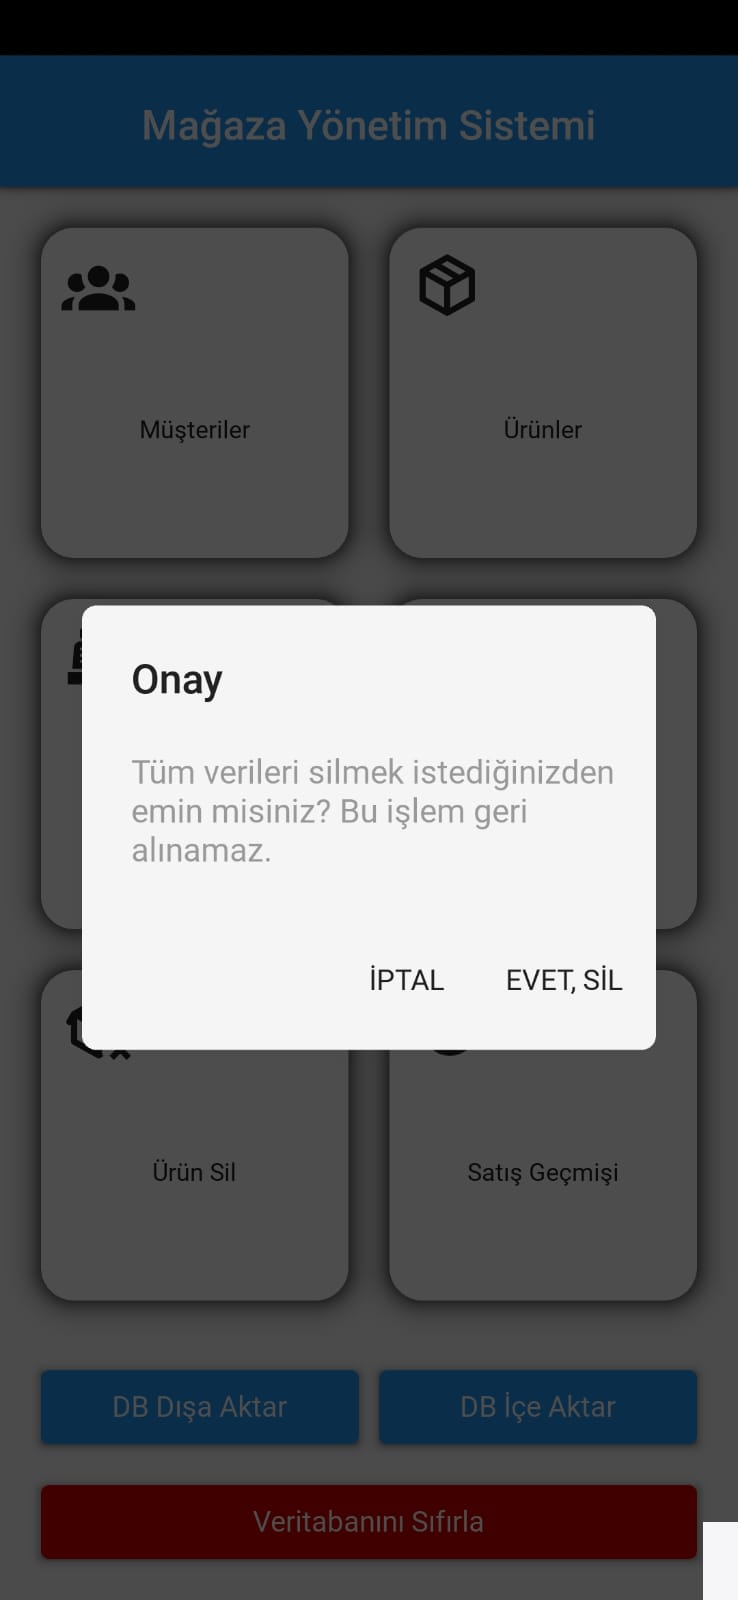 Mağaza Yönetim Sistemi
Müşteriler
Ürünler
Onay
Tüm verileri silmek istediğinizden
emin misiniz? Bu işlem geri
alınamaz.
İPTAL
EVET, SİL
Ürün Sil
Satış Geçmişi
DB Dışa Aktar
DB İçe Aktar
Veritabanını Sıfırla